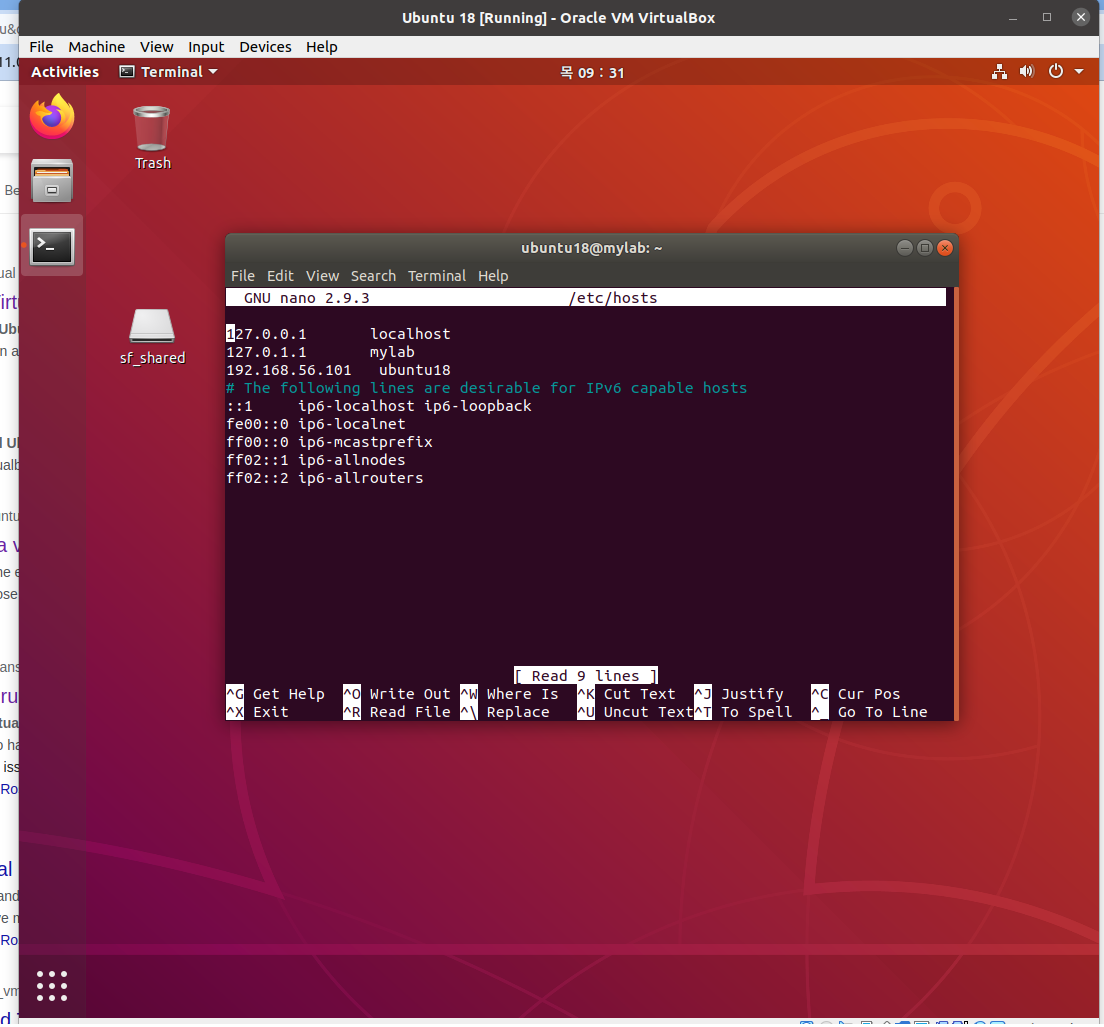 Ubuntu 18 [Running] - Oracle VM VirtualBox
File Machine View Input Devices Help
Activities Terminal 목 09 : 31
Trash
sf_shared
ubuntu18@mylab: ~
File Edit View Search Terminal Help
GNU nano 2.9.3 /etc/hosts
127.0.0.1 localhost
127.0.1.1 mylab
192.168.56.101 ubuntu18
# The following lines are desirable for IPv6 capable hosts
::1 ip6-localhost ip6-loopback
fe00::0 ip6-localnet
ff00::0 ip6-mcastprefix
ff02::1 ip6-allnodes
ff02::2 ip6-allrouters
[ Read 9 lines ]
^G Get Help ^O Write Out ^W Where Is ^K Cut Text ^J Justify ^C Cur Pos
^X Exit ^R Read File ^\ Replace ^U Uncut Text ^T To Spell ^_ Go To Line